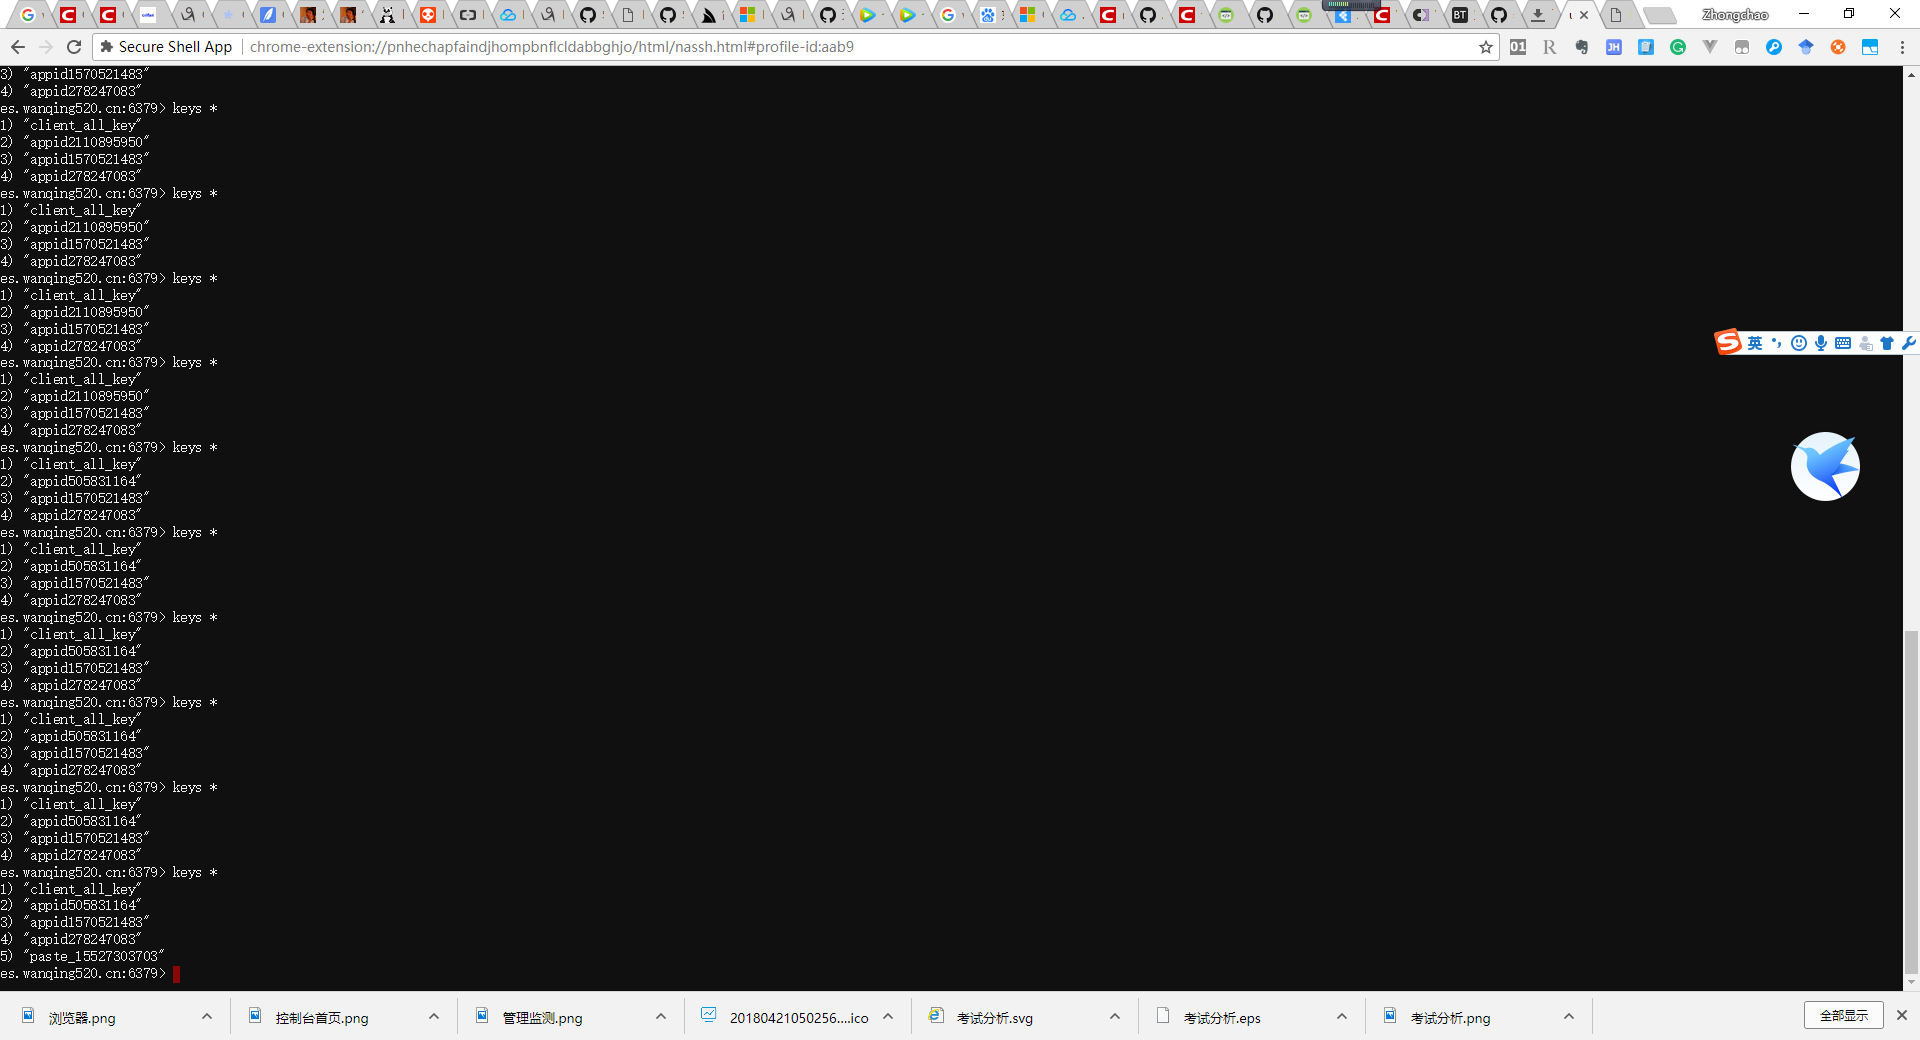 Zhongchao
Secure Shell App
chrome-extension://pnhechapfaindjhompbnflcldabbghjo/html/nassh.html#profile-id:aab9
3) "appid1570521483"
4) "appid278247083"
es.wanqing520.cn:6379> keys *
1) "client_all_key"
2) "appid2110895950"
3) "appid1570521483"
4) "appid278247083"
es.wanqing520.cn:6379> keys *
1) "client_all_key"
2) "appid2110895950"
3) "appid1570521483"
4) "appid278247083"
es.wanqing520.cn:6379> keys *
1) "client_all_key"
2) "appid2110895950"
3) "appid1570521483"
4) "appid278247083"
es.wanqing520.cn:6379> keys *
1) "client_all_key"
2) "appid2110895950"
3) "appid1570521483"
4) "appid278247083"
es.wanqing520.cn:6379> keys *
1) "client_all_key"
2) "appid505831164"
3) "appid1570521483"
4) "appid278247083"
es.wanqing520.cn:6379> keys *
1) "client_all_key"
2) "appid505831164"
3) "appid1570521483"
4) "appid278247083"
es.wanqing520.cn:6379> keys *
1) "client_all_key"
2) "appid505831164"
3) "appid1570521483"
4) "appid278247083"
es.wanqing520.cn:6379> keys *
1) "client_all_key"
2) "appid505831164"
3) "appid1570521483"
4) "appid278247083"
es.wanqing520.cn:6379> keys *
1) "client_all_key"
2) "appid505831164"
3) "appid1570521483"
4) "appid278247083"
es.wanqing520.cn:6379> keys *
1) "client_all_key"
2) "appid505831164"
3) "appid1570521483"
4) "appid278247083"
5) "paste_15527303703"
es.wanqing520.cn:6379>
英
浏览器.png
控制台首页.png
管理监测.png
20180421050256....ico
考试分析.svg
考试分析.eps
考试分析.png
全部显示